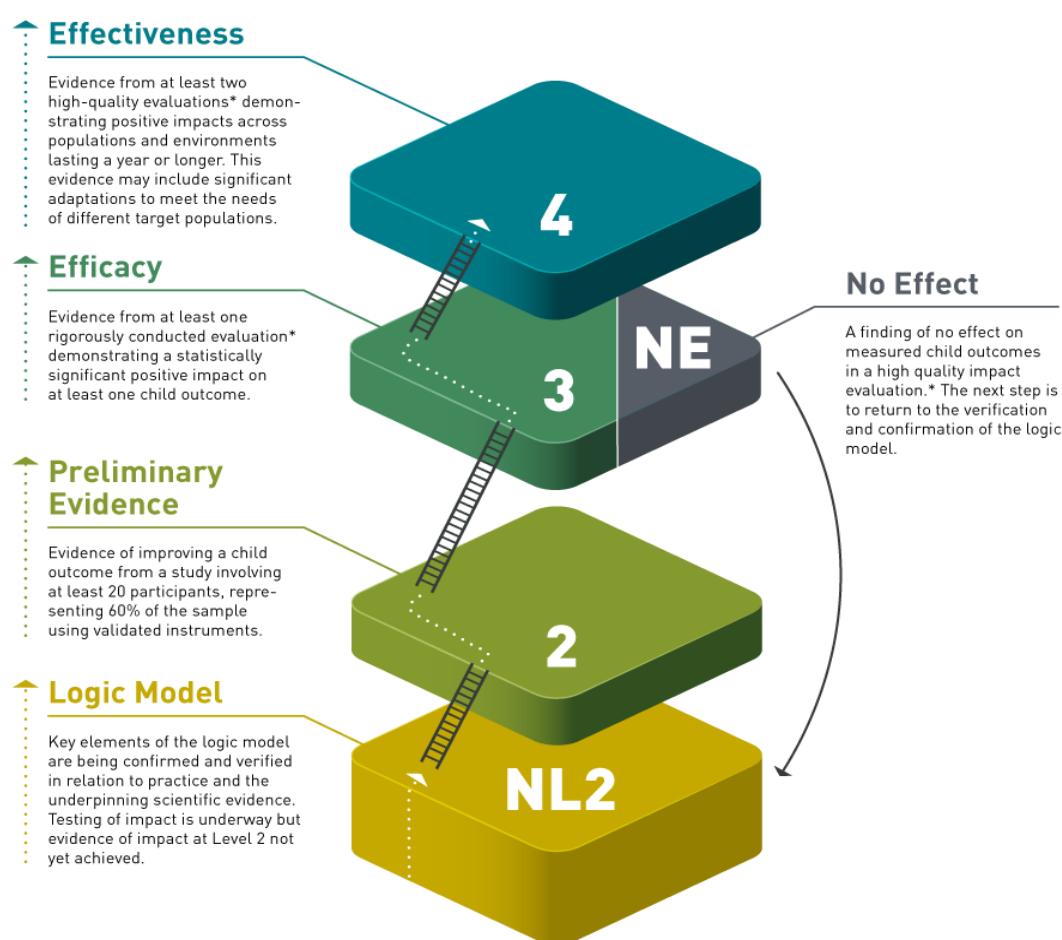 Effectiveness
Evidence from at least two
high-quality evaluations* demon-
strating positive impacts across
populations and environments
lasting a year or longer. This
evidence may include significant
adaptations to meet the needs
of different target populations.
4
Efficacy
Evidence from at least one
rigorously conducted evaluation*
demonstrating a statistically
significant positive impact on
at least one child outcome.
3
NE
No Effect
A finding of no effect on
measured child outcomes
in a high quality impact
evaluation.* The next step is
to return to the verification
and confirmation of the logic
model.
Preliminary
Evidence
Evidence of improving a child
outcome from a study involving
at least 20 participants, repre-
senting 60% of the sample
using validated instruments.
2
Logic Model
Key elements of the logic model
are being confirmed and verified
in relation to practice and the
underpinning scientific evidence.
Testing of impact is underway but
evidence of impact at Level 2 not
yet achieved.
NL2